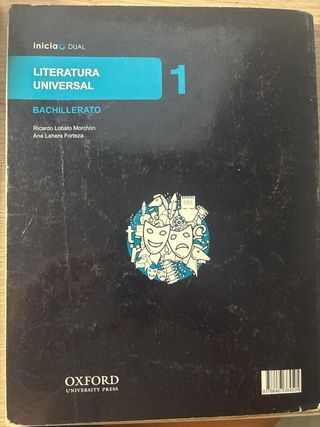 inicia DUAL
LITERATURA
UNIVERSAL
1
BACHILLERATO
Ricardo Lobato Morchón
Ana Lahera Forteza
OXFORD
UNIVERSITY PRESS